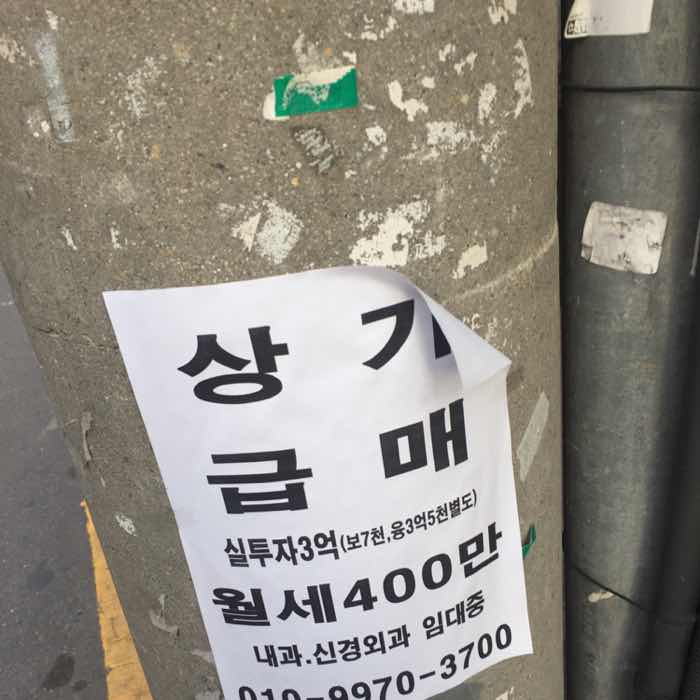 상 가
급 매
실투자3억(보7천,융3억5천별도)
월세400만
내과.신경외과 임대중
010-9970-3700